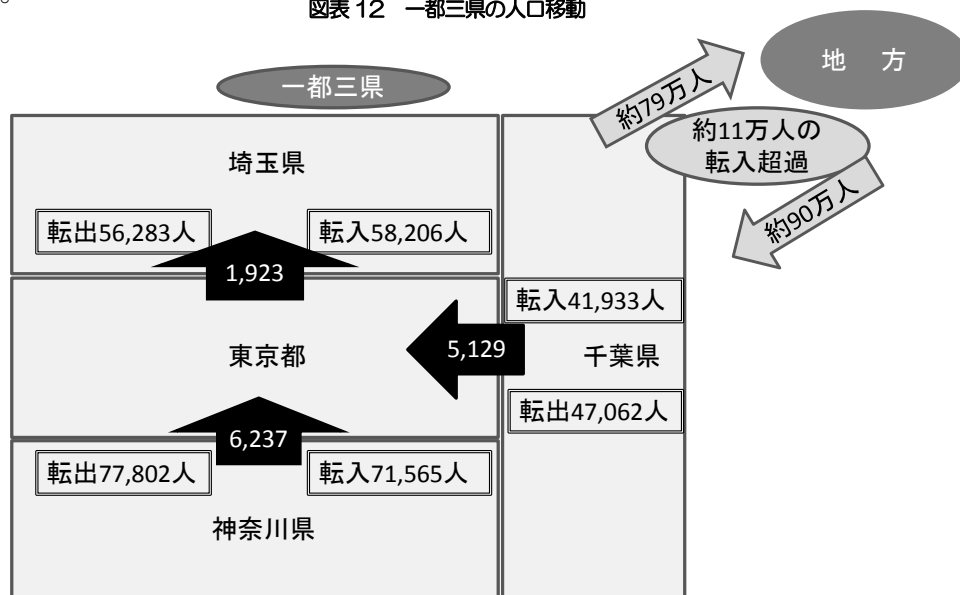 。
図表12 一都三県の人口移動
地 方
約79万人
一都三県
約11万人の
転入超過
約90万人
埼玉県
転出56,283人
転入58,206人
1,923
転入41,933人
東京都
5,129
千葉県
転出47,062人
6,237
転出77,802人
転入71,565人
神奈川県